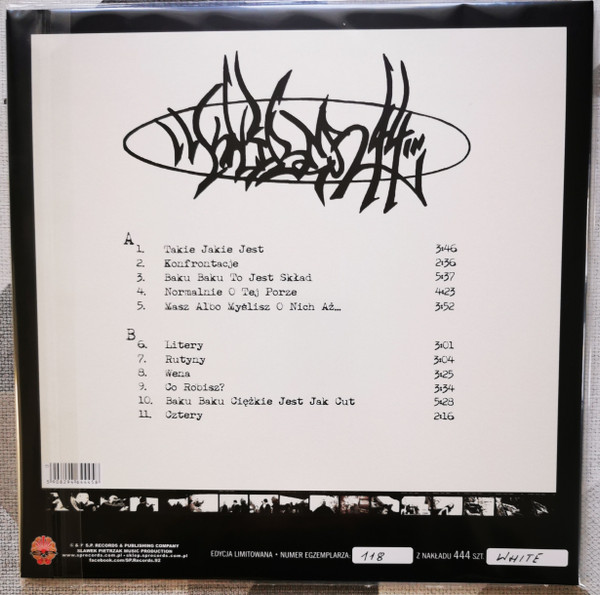 A
1. Takie Jakie Jest 3:46
2. Konfrontacje 2:36
3. Baku Baku To Jest Skład 5:37
4. Normalnie O Tej Porze 4:23
5. Masz Albo Myślisz O Nich Aż... 3:52
B
6. Litery 3:01
7. Rutyny 3:04
8. Wena 3:25
9. Co Robisz? 3:34
10. Baku Baku Ciężkie Jest Jak Cut 5:28
11. Cztery 2:16
© & ℗ S.P. RECORDS & PUBLISHING COMPANY
SŁAWEK PIETRZAK MUSIC PRODUCTION
www.sprecords.com.pl • sklep.sprecords.com.pl
facebook.com/SP.Records.92
EDYCJA LIMITOWANA • NUMER EGZEMPLARZA: 118 Z NAKŁADU 444 SZT. WHITE